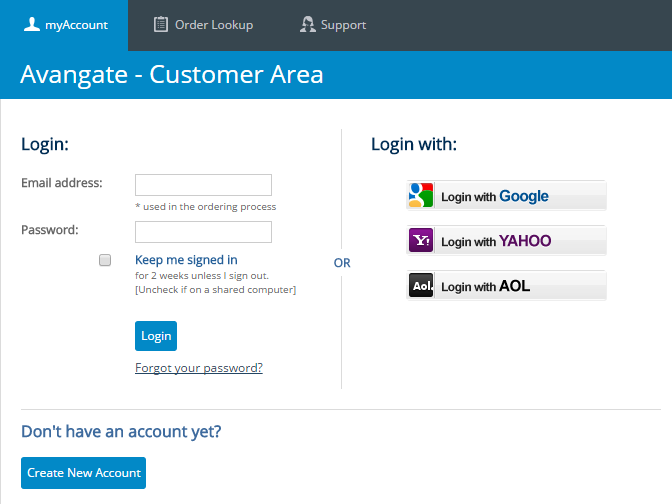 myAccount
Order Lookup
Support
Avangate - Customer Area
Login:
Email address:
* used in the ordering process
Password:
Keep me signed in
for 2 weeks unless I sign out.
[Uncheck if on a shared computer]
Login
Forgot your password?
OR
Login with:
Login with Google
Y!
Login with YAHOO
Aol.
Login with AOL
Don't have an account yet?
Create New Account